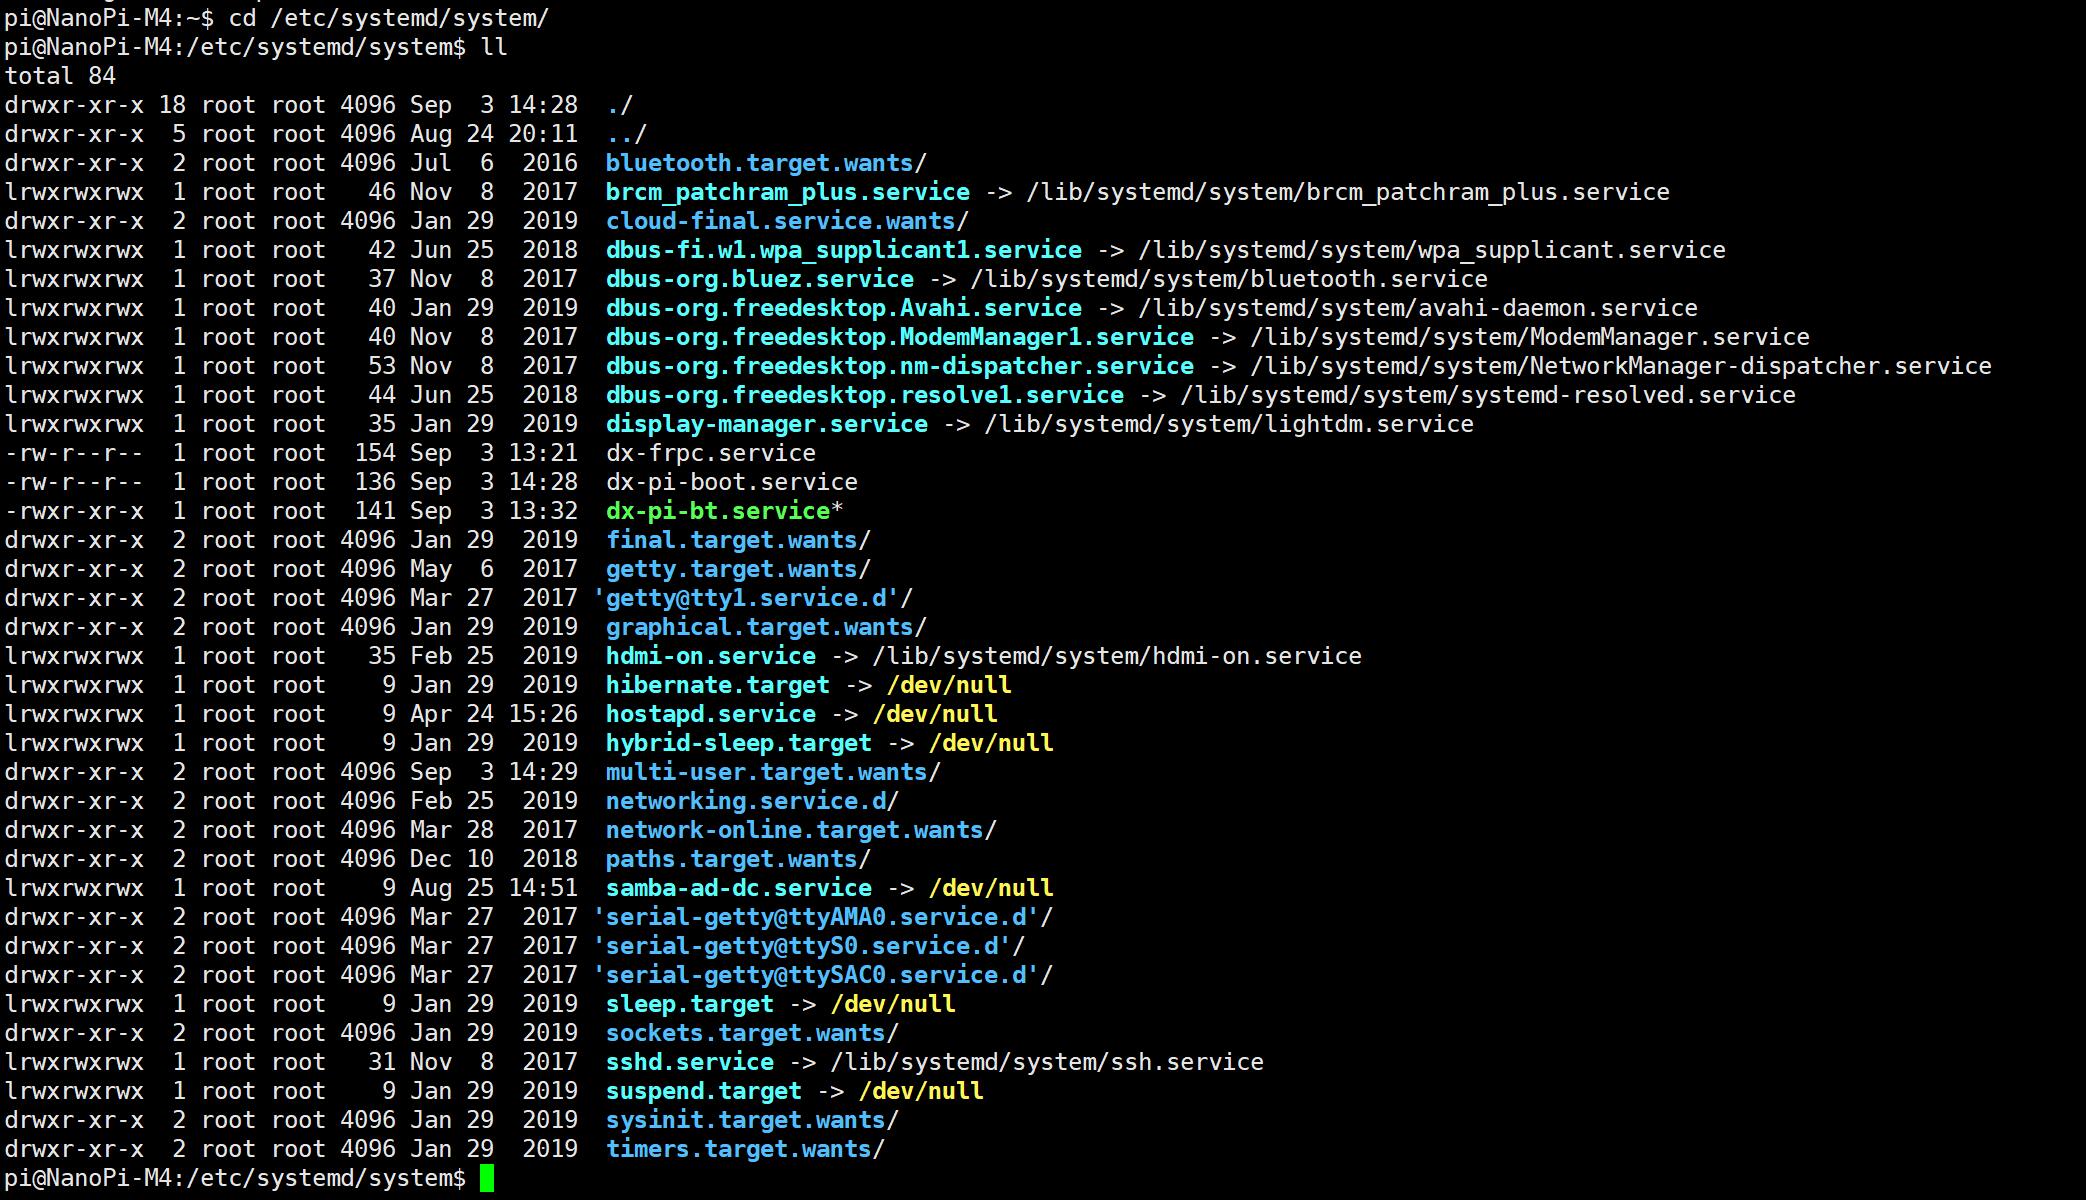 pi@NanoPi-M4:~$ cd /etc/systemd/system/
pi@NanoPi-M4:/etc/systemd/system$ ll
total 84
drwxr-xr-x 18 root root 4096 Sep  3 14:28  ./
drwxr-xr-x  5 root root 4096 Aug 24 20:11  ../
drwxr-xr-x  2 root root 4096 Jul  6  2016  bluetooth.target.wants/
lrwxrwxrwx  1 root root   46 Nov  8  2017  brcm_patchram_plus.service -> /lib/systemd/system/brcm_patchram_plus.service
drwxr-xr-x  2 root root 4096 Jan 29  2019  cloud-final.service.wants/
lrwxrwxrwx  1 root root   42 Jun 25  2018  dbus-fi.w1.wpa_supplicant1.service -> /lib/systemd/system/wpa_supplicant.service
lrwxrwxrwx  1 root root   37 Nov  8  2017  dbus-org.bluez.service -> /lib/systemd/system/bluetooth.service
lrwxrwxrwx  1 root root   40 Jan 29  2019  dbus-org.freedesktop.Avahi.service -> /lib/systemd/system/avahi-daemon.service
lrwxrwxrwx  1 root root   40 Nov  8  2017  dbus-org.freedesktop.ModemManager1.service -> /lib/systemd/system/ModemManager.service
lrwxrwxrwx  1 root root   53 Nov  8  2017  dbus-org.freedesktop.nm-dispatcher.service -> /lib/systemd/system/NetworkManager-dispatcher.service
lrwxrwxrwx  1 root root   44 Jun 25  2018  dbus-org.freedesktop.resolve1.service -> /lib/systemd/system/systemd-resolved.service
lrwxrwxrwx  1 root root   35 Jan 29  2019  display-manager.service -> /lib/systemd/system/lightdm.service
-rw-r--r--  1 root root  154 Sep  3 13:21  dx-frpc.service
-rw-r--r--  1 root root  136 Sep  3 14:28  dx-pi-boot.service
-rwxr-xr-x  1 root root  141 Sep  3 13:32  dx-pi-bt.service*
drwxr-xr-x  2 root root 4096 Jan 29  2019  final.target.wants/
drwxr-xr-x  2 root root 4096 May  6  2017  getty.target.wants/
drwxr-xr-x  2 root root 4096 Mar 27  2017 'getty@tty1.service.d'/
drwxr-xr-x  2 root root 4096 Jan 29  2019  graphical.target.wants/
lrwxrwxrwx  1 root root   35 Feb 25  2019  hdmi-on.service -> /lib/systemd/system/hdmi-on.service
lrwxrwxrwx  1 root root    9 Jan 29  2019  hibernate.target -> /dev/null
lrwxrwxrwx  1 root root    9 Apr 24 15:26  hostapd.service -> /dev/null
lrwxrwxrwx  1 root root    9 Jan 29  2019  hybrid-sleep.target -> /dev/null
drwxr-xr-x  2 root root 4096 Sep  3 14:29  multi-user.target.wants/
drwxr-xr-x  2 root root 4096 Feb 25  2019  networking.service.d/
drwxr-xr-x  2 root root 4096 Mar 28  2017  network-online.target.wants/
drwxr-xr-x  2 root root 4096 Dec 10  2018  paths.target.wants/
lrwxrwxrwx  1 root root    9 Aug 25 14:51  samba-ad-dc.service -> /dev/null
drwxr-xr-x  2 root root 4096 Mar 27  2017 'serial-getty@ttyAMA0.service.d'/
drwxr-xr-x  2 root root 4096 Mar 27  2017 'serial-getty@ttyS0.service.d'/
drwxr-xr-x  2 root root 4096 Mar 27  2017 'serial-getty@ttySAC0.service.d'/
lrwxrwxrwx  1 root root    9 Jan 29  2019  sleep.target -> /dev/null
drwxr-xr-x  2 root root 4096 Jan 29  2019  sockets.target.wants/
lrwxrwxrwx  1 root root   31 Nov  8  2017  sshd.service -> /lib/systemd/system/ssh.service
lrwxrwxrwx  1 root root    9 Jan 29  2019  suspend.target -> /dev/null
drwxr-xr-x  2 root root 4096 Jan 29  2019  sysinit.target.wants/
drwxr-xr-x  2 root root 4096 Jan 29  2019  timers.target.wants/
pi@NanoPi-M4:/etc/systemd/system$